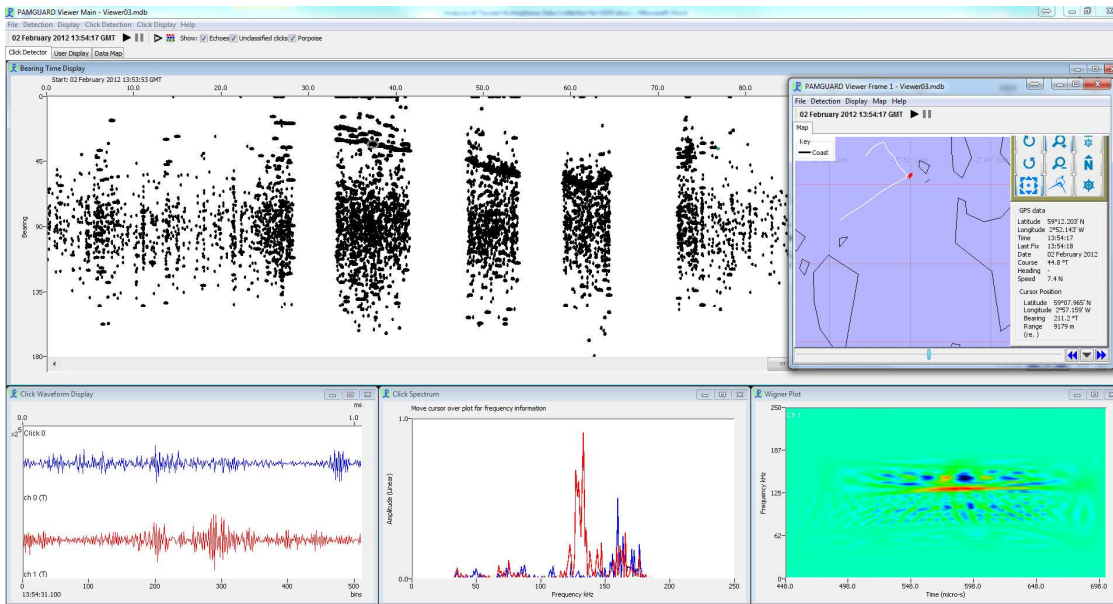 PAMGUARD Viewer Main - Viewer03.mdb
File Detection Display Click Detection Click Display Help
02 February 2012 13:54:17 GMT Show: Echoes Unclassified clicks Porpoise
Click Detector User Display Data Map
Bearing Time Display
Start: 02 February 2012 13:53:53 GMT
0.0 10.0 20.0 30.0 40.0 50.0 60.0 70.0 80.0
0
45
90
135
180
Bearing
PAMGUARD Viewer Frame 1 - Viewer03.mdb
File Detection Display Map Help
02 February 2012 13:54:17 GMT
Map
Key
Coast
N
GPS data
Latitude 59°12.203' N
Longitude 2°52.143' W
Time 13:54:17
Last Fix 13:54:18
Date 02 February 2012
Course 44.8 °T
Heading -
Speed 7.4 N
Cursor Position
Latitude 59°07.965' N
Longitude 2°57.159' W
Bearing 211.2 °T
Range 9179 m
(re. )
Click Waveform Display
ms
0.0 1.0
Click 0
ch 0 (T)
ch 1 (T)
0 100 200 300 400 500
13:54:31.100 bins
Click Spectrum
Move cursor over plot for frequency information
1.0
Amplitude (Linear)
0.0
0 50 100 150 200 250
Frequency kHz
Wigner Plot
Ch 1
250
187
125
62
0
Frequency kHz
448.0 498.0 548.0 598.0 648.0 698.0
Time (micro-s)